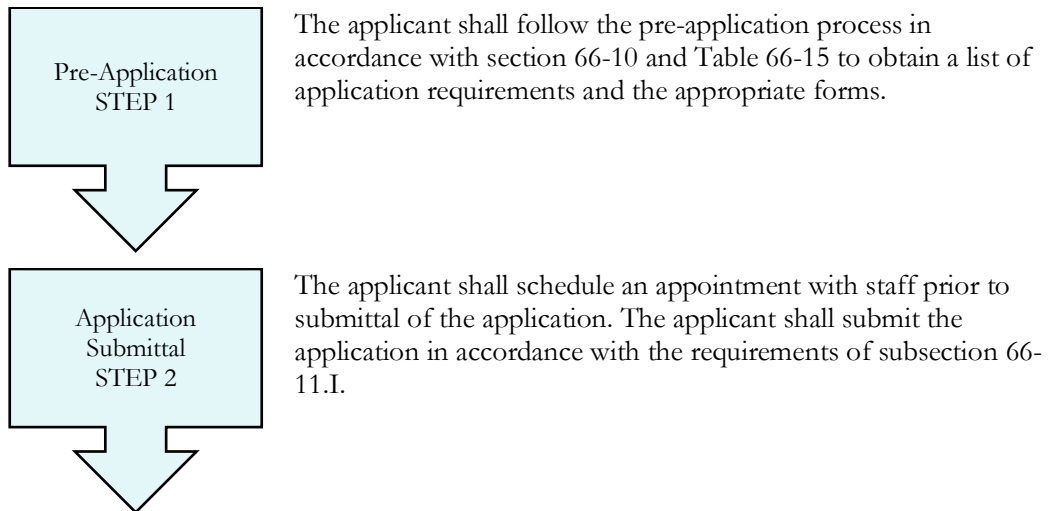 Pre-Application
STEP 1
The applicant shall follow the pre-application process in
accordance with section 66-10 and Table 66-15 to obtain a list of
application requirements and the appropriate forms.
Application
Submittal
STEP 2
The applicant shall schedule an appointment with staff prior to
submittal of the application. The applicant shall submit the
application in accordance with the requirements of subsection 66-
11.I.